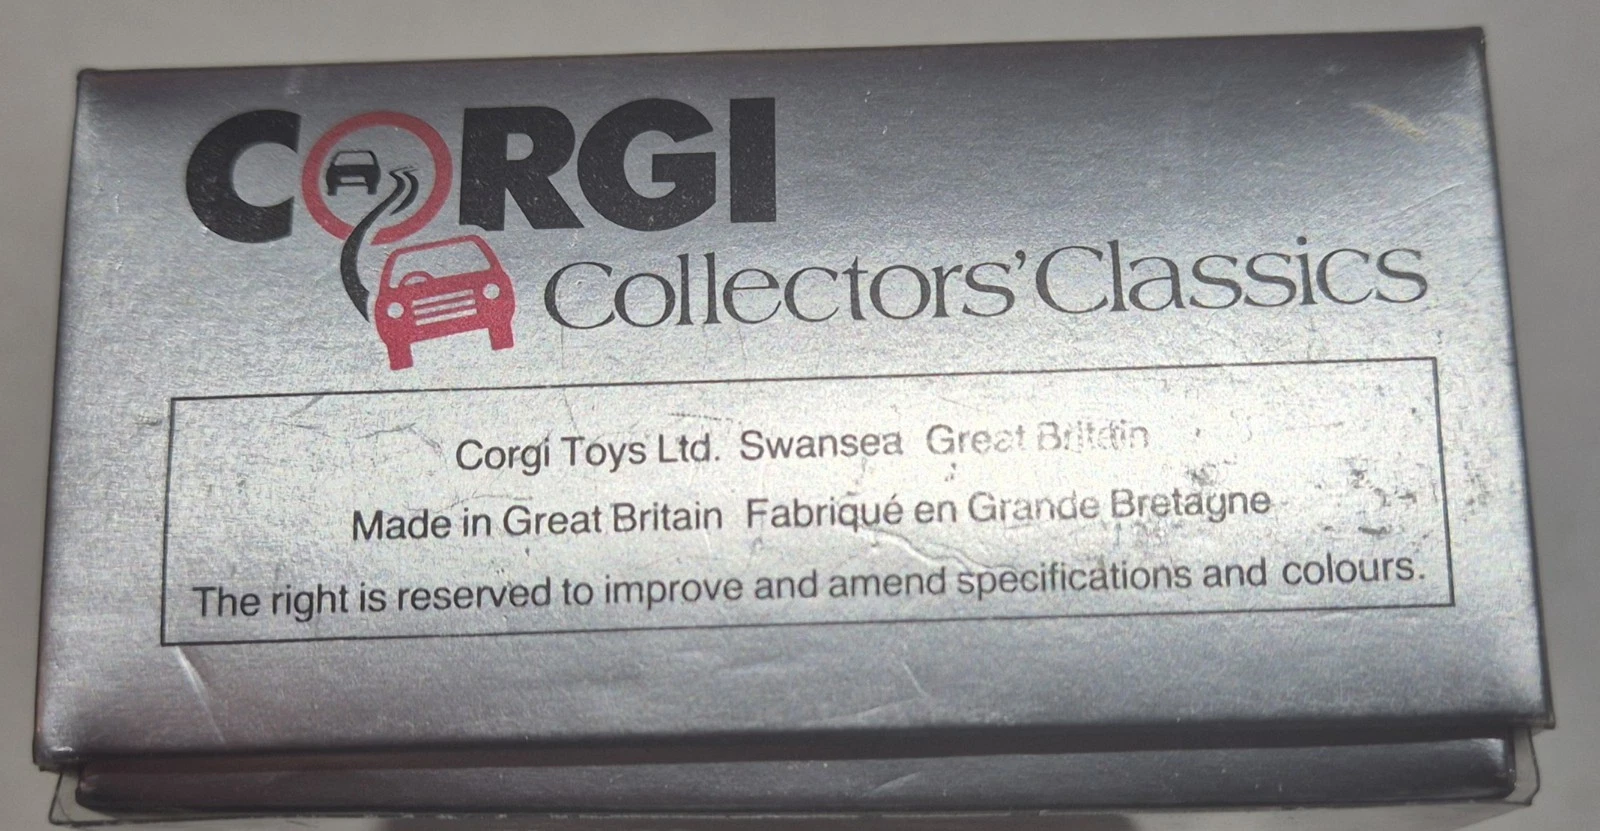 CORGI
Collectors' Classics
Corgi Toys Ltd. Swansea Great Britain
Made in Great Britain Fabriqué en Grande Bretagne
The right is reserved to improve and amend specifications and colours.